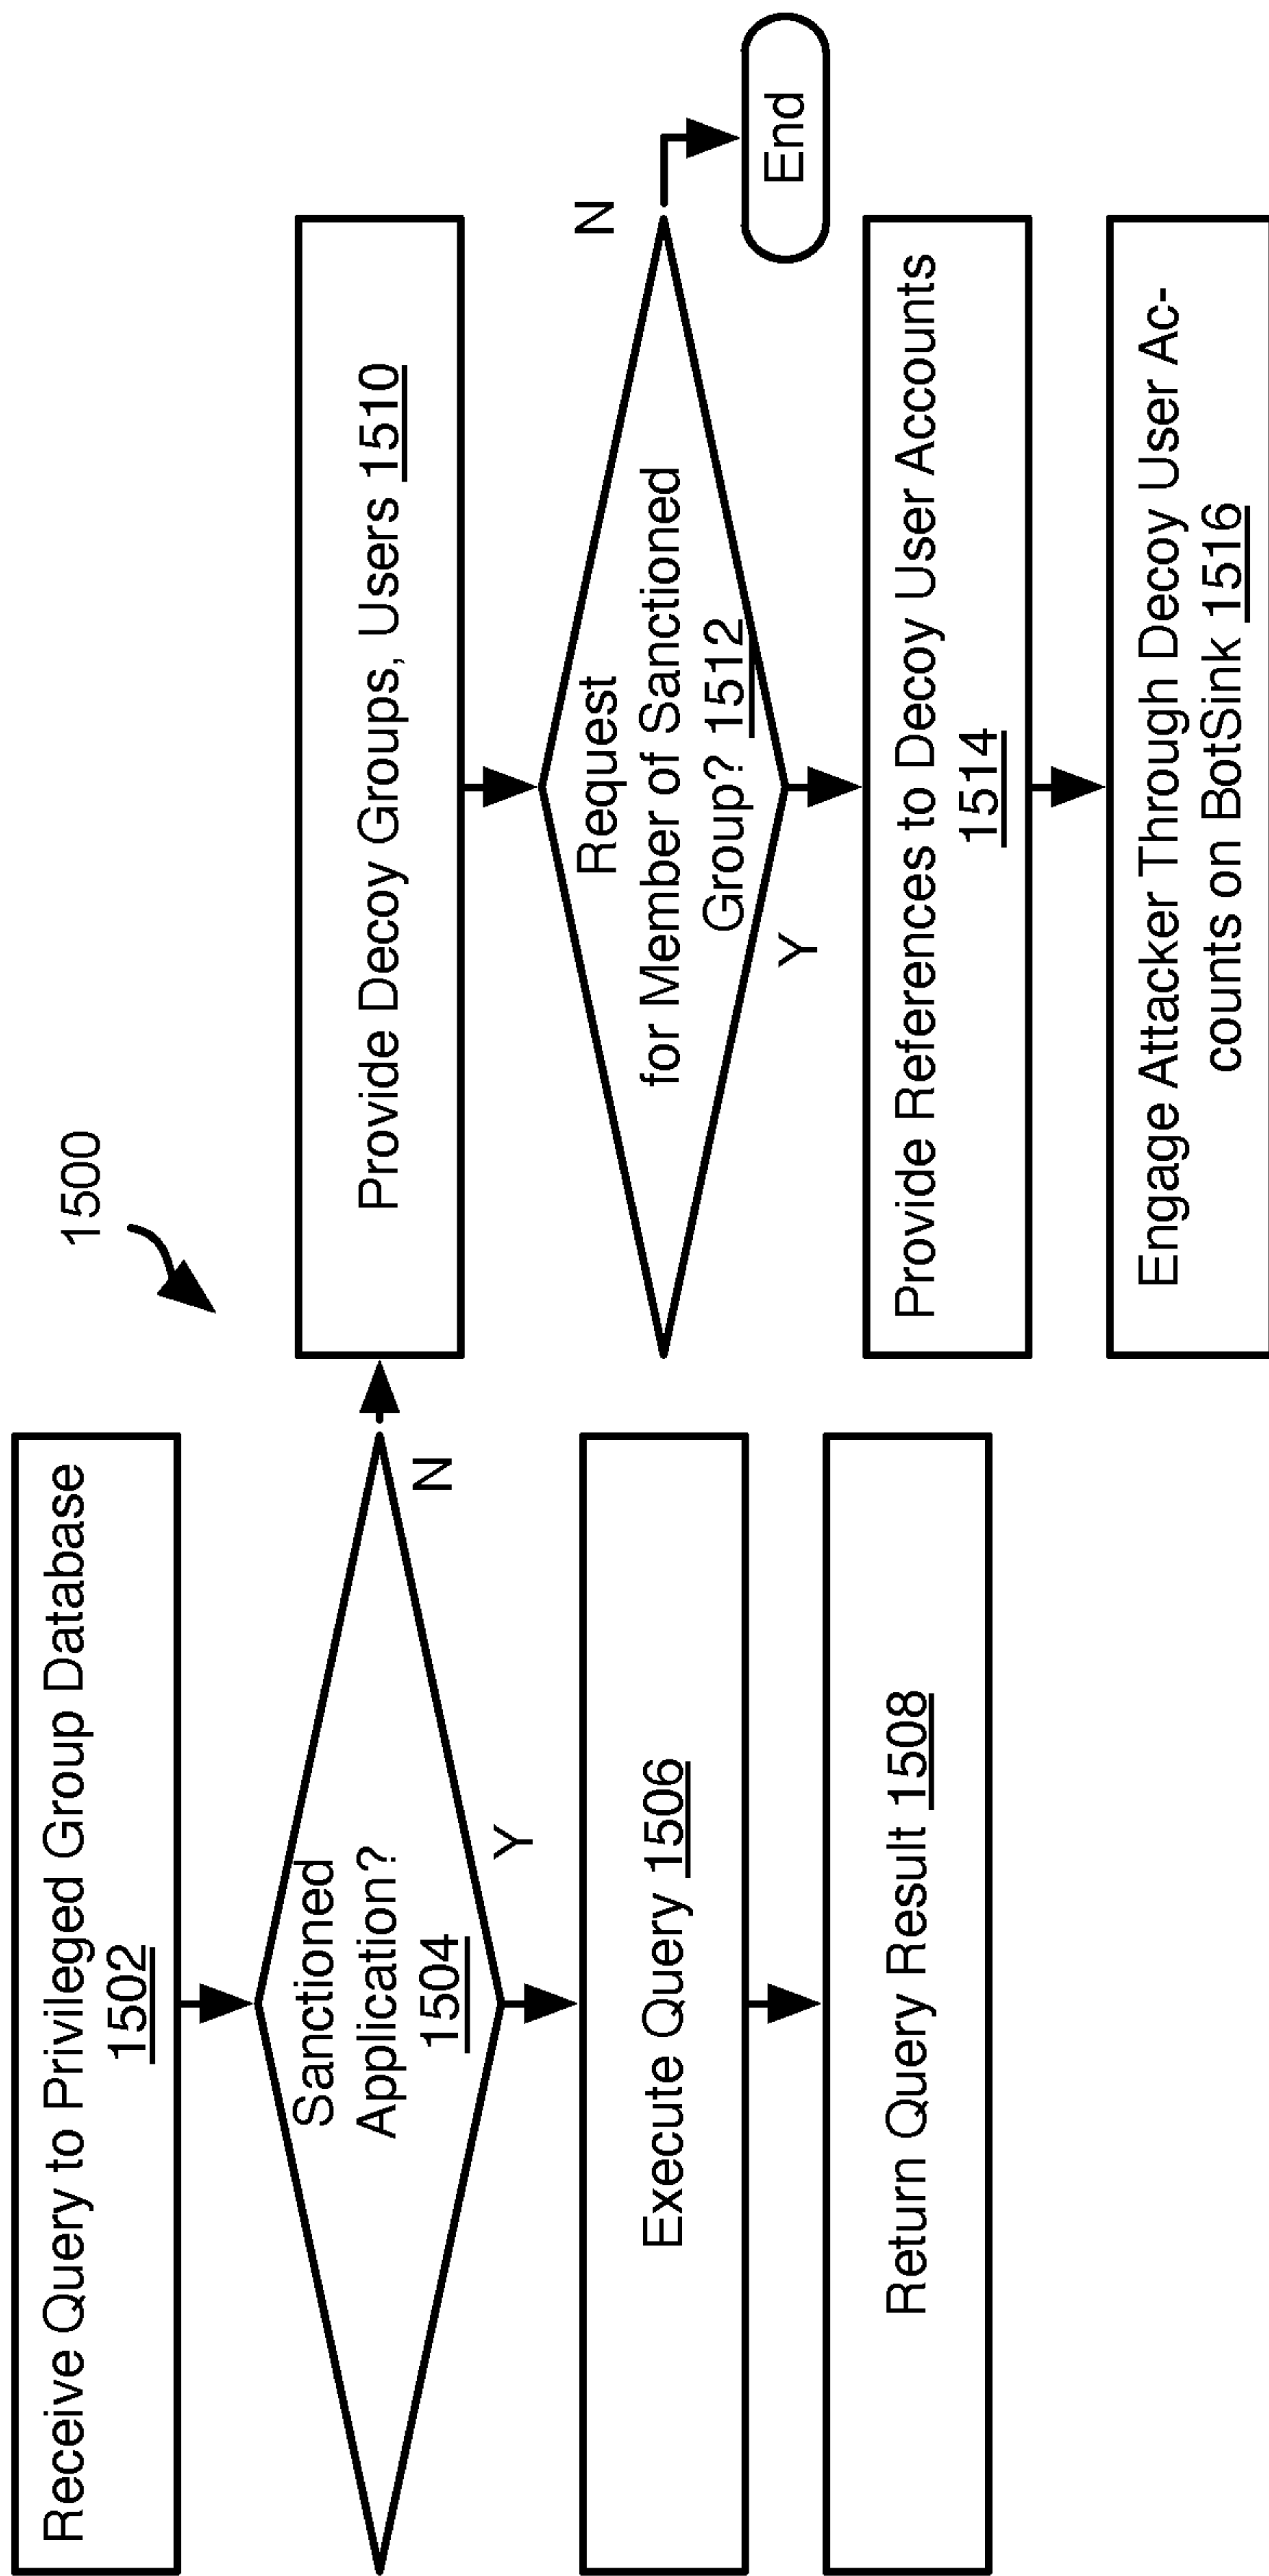 1500
Receive Query to Privileged Group Database
1502
Sanctioned
Application?
1504
N
Y
Execute Query 1506
Return Query Result 1508
Provide Decoy Groups, Users 1510
Request
for Member of Sanctioned
Group? 1512
N
Y
End
Provide References to Decoy User Accounts
1514
Engage Attacker Through Decoy User Ac-
counts on BotSink 1516